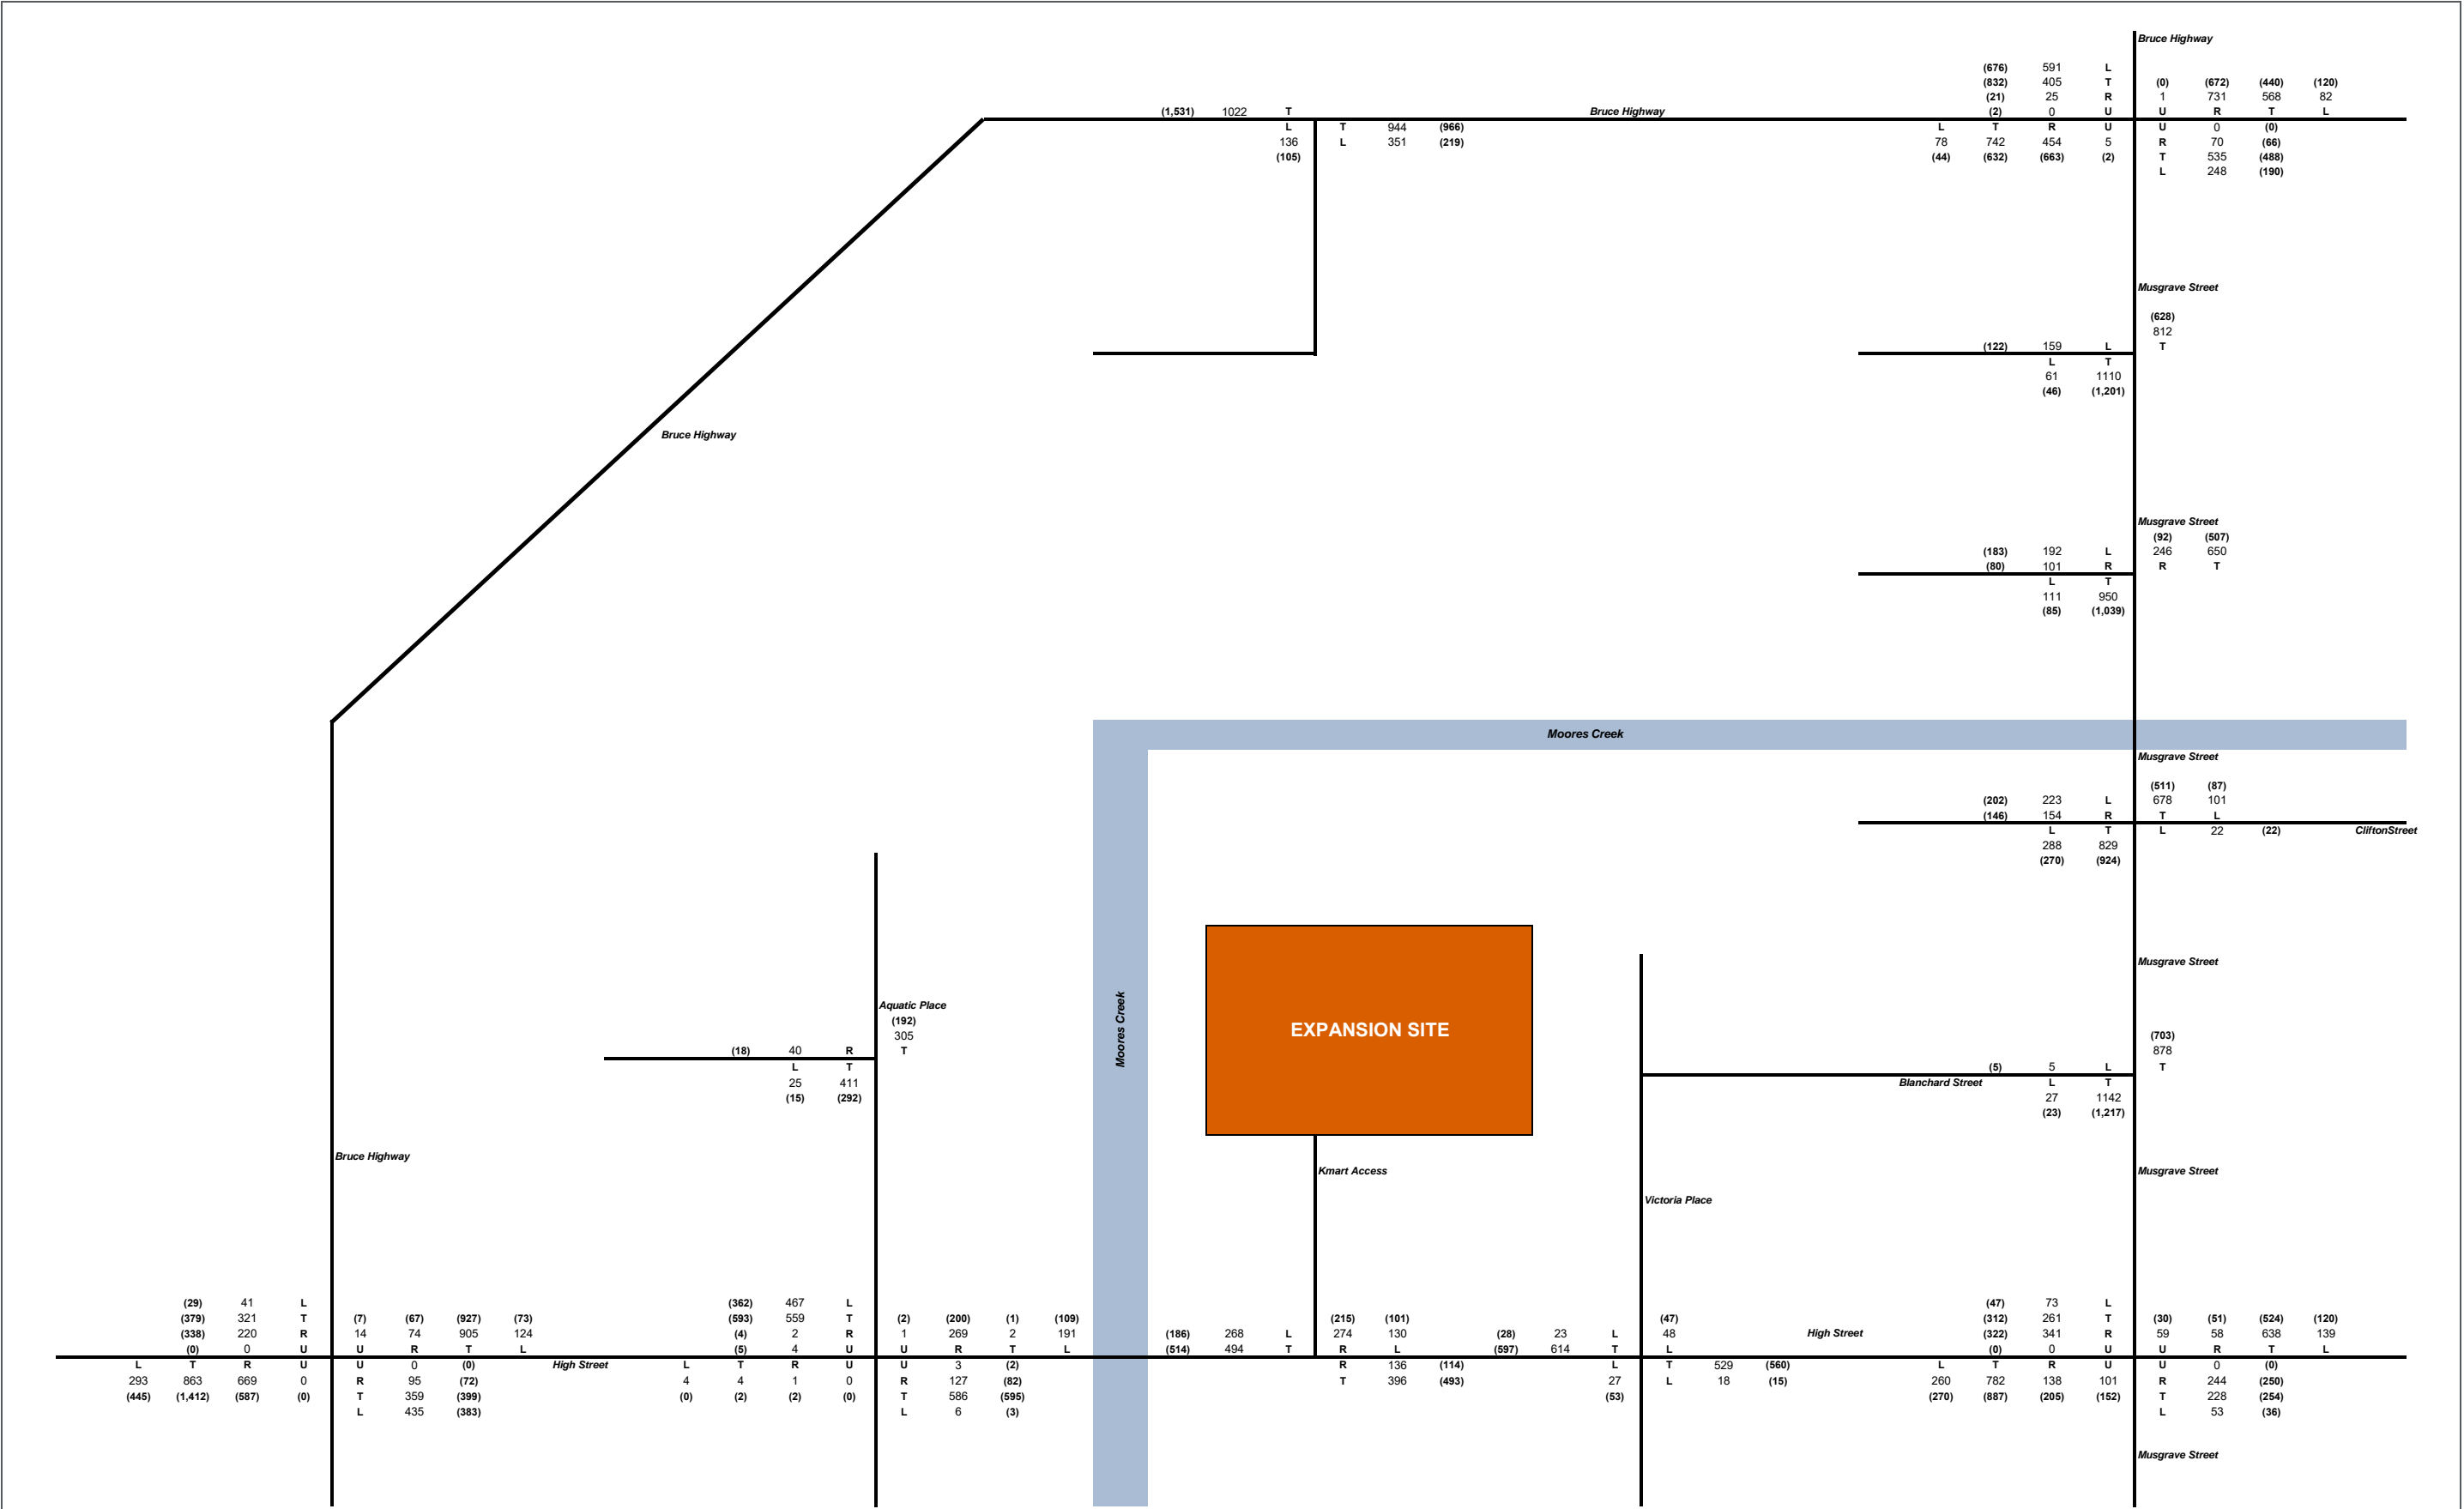 Bruce Highway
(676) 591 L
(832) 405 T (0) (672) (440) (120)
(21) 25 R 1 731 568 82
(1,531) 1022 T Bruce Highway (2) 0 U U R T L
L T 944 (966) L T R U U 0 (0)
136 L 351 (219) 78 742 454 5 R 70 (66)
(105) (44) (632) (663) (2) T 535 (488)
L 248 (190)
Musgrave Street
(628)
812
(122) 159 L T
L T
61 1110
(46) (1,201)
Bruce Highway
Musgrave Street
(92) (507)
(183) 192 L 246 650
(80) 101 R R T
L T
111 950
(85) (1,039)
Moores Creek
Musgrave Street
(511) (87)
(202) 223 L 678 101
(146) 154 R T L
L T L 22 (22) CliftonStreet
288 829
(270) (924)
Musgrave Street
Aquatic Place
(192)
305
(18) 40 R T
L T
25 411
(15) (292)
Moores Creek
EXPANSION SITE
(703)
878
(5) 5 L T
Blanchard Street L T
27 1142
(23) (1,217)
Bruce Highway
Kmart Access
Musgrave Street
Victoria Place
(29) 41 L (362) 467 L (47) 73 L
(379) 321 T (7) (67) (927) (73) (593) 559 T (2) (200) (1) (109) (215) (101) (47) (312) 261 T (30) (51) (524) (120)
(338) 220 R 14 74 905 124 (4) 2 R 1 269 2 191 (186) 268 L 274 130 (28) 23 L 48 High Street (322) 341 R 59 58 638 139
(0) 0 U U R T L (5) 4 U U R T L (514) 494 T R L (597) 614 T L (0) 0 U U R T L
L T R U U 0 (0) High Street L T R U U 3 (2) R 136 (114) L T 529 (560) L T R U U 0 (0)
293 863 669 0 R 95 (72) 4 4 1 0 R 127 (82) T 396 (493) 27 L 18 (15) 260 782 138 101 R 244 (250)
(445) (1,412) (587) (0) T 359 (399) (0) (2) (2) (0) T 586 (595) (53) (270) (887) (205) (152) T 228 (254)
L 435 (383) L 6 (3) L 53 (36)
Musgrave Street